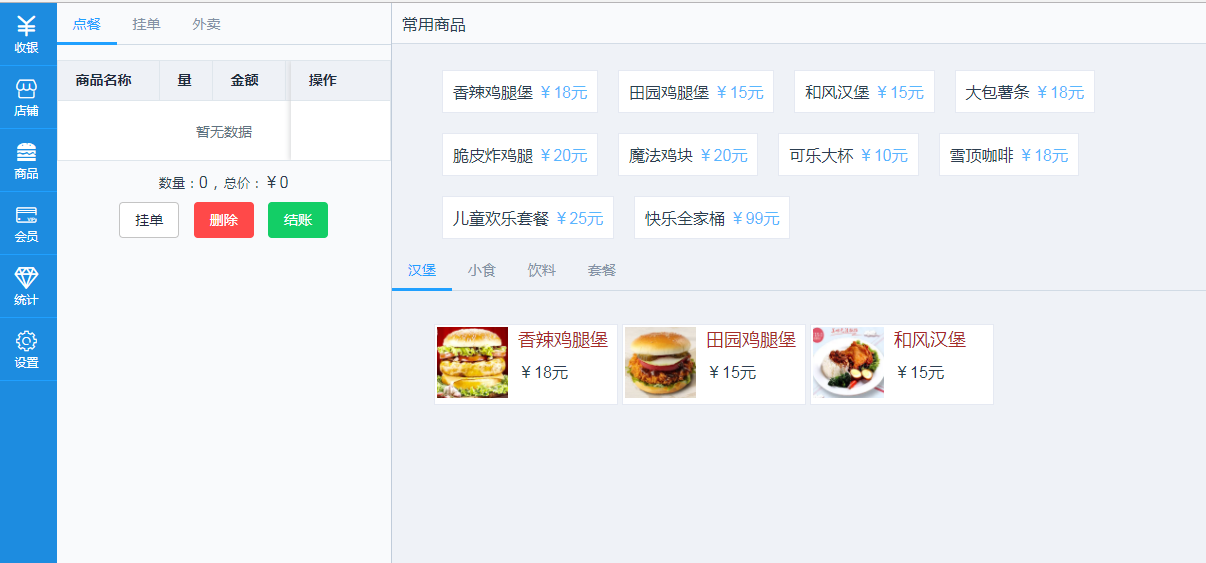 收银
店铺
商品
会员
统计
设置
点餐 挂单 外卖
商品名称 量 金额 操作
暂无数据
数量：0 , 总价：￥0
挂单 删除 结账
常用商品
香辣鸡腿堡 ￥18元 田园鸡腿堡 ￥15元 和风汉堡 ￥15元 大包薯条 ￥18元
脆皮炸鸡腿 ￥20元 魔法鸡块 ￥20元 可乐大杯 ￥10元 雪顶咖啡 ￥18元
儿童欢乐套餐 ￥25元 快乐全家桶 ￥99元
汉堡 小食 饮料 套餐
香辣鸡腿堡 田园鸡腿堡 和风汉堡
￥18元 ￥15元 ￥15元